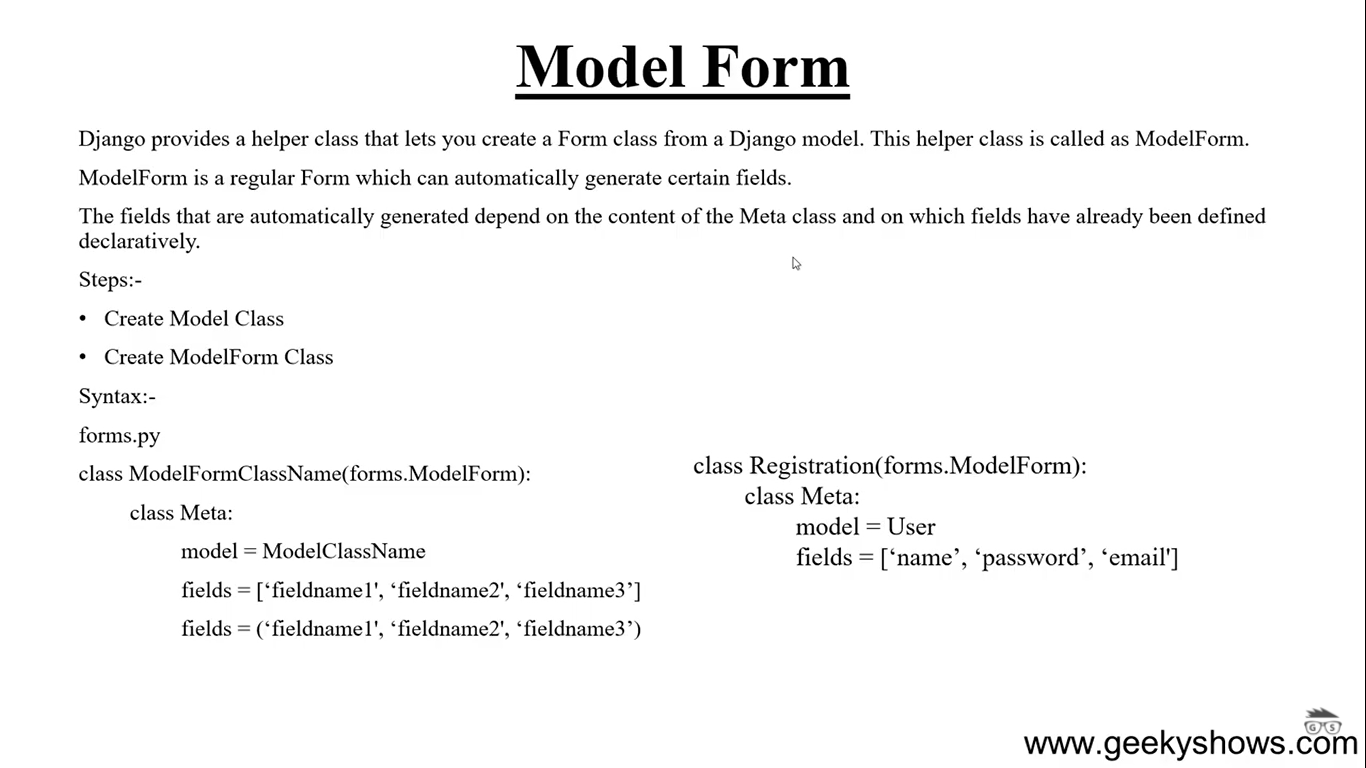 Model Form
Django provides a helper class that lets you create a Form class from a Django model. This helper class is called as ModelForm.
ModelForm is a regular Form which can automatically generate certain fields.
The fields that are automatically generated depend on the content of the Meta class and on which fields have already been defined
declaratively.
Steps:-
• Create Model Class
• Create ModelForm Class
Syntax:-
forms.py
class ModelFormClassName(forms.ModelForm):
class Meta:
model = ModelClassName
fields = [‘fieldname1', ‘fieldname2', ‘fieldname3’]
fields = (‘fieldname1', ‘fieldname2', ‘fieldname3’)
class Registration(forms.ModelForm):
class Meta:
model = User
fields = [‘name’, ‘password’, ‘email']
G S
www.geekyshows.com